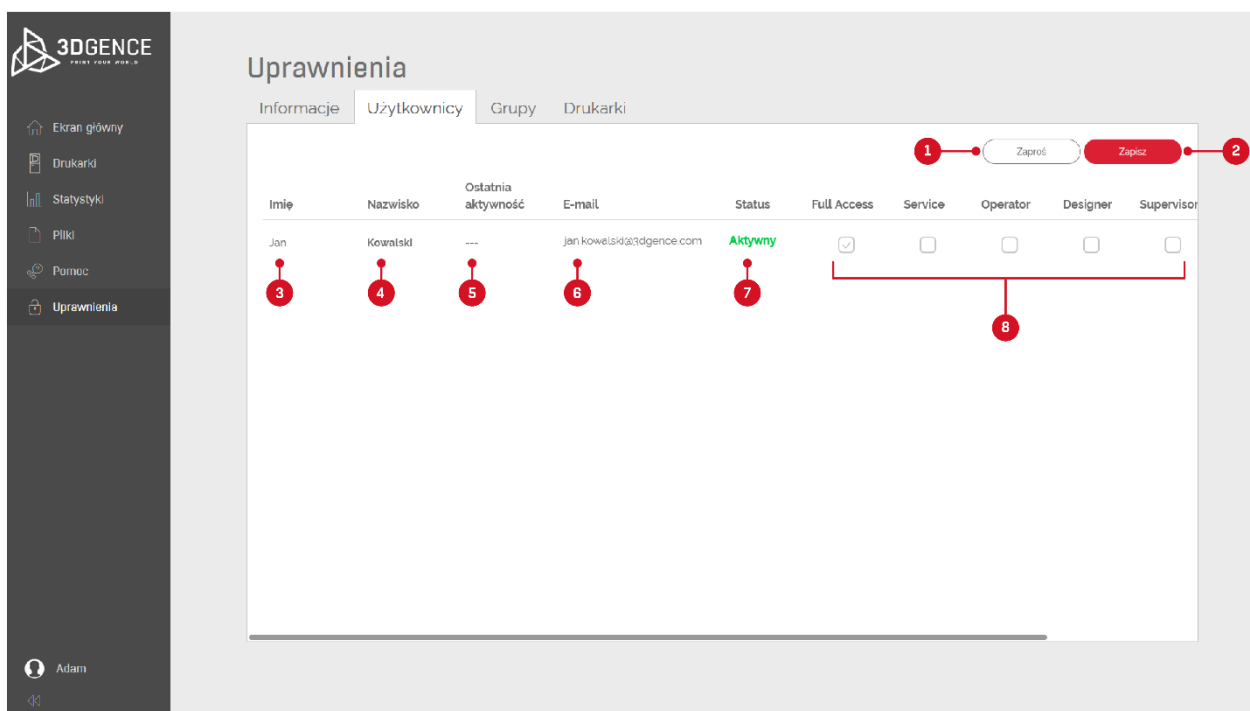 3DGENCE
PRINT YOUR WORLD
Ekran główny
Drukarki
Statystyki
Pliki
Pomoc
Uprawnienia
Adam
Uprawnienia
Informacje Użytkownicy Grupy Drukarki
1 Zaproś Zapisz 2
Imię Nazwisko Ostatnia aktywność E-mail Status Full Access Service Operator Designer Supervisor
Jan Kowalski --- jan.kowalski@3dgence.com Aktywny
3 4 5 6 7
8